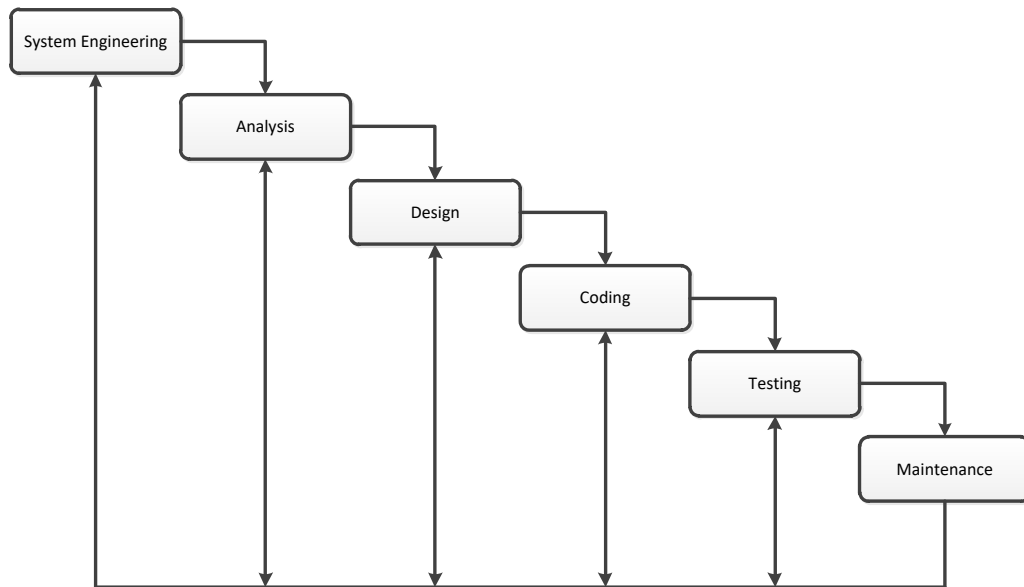 System Engineering
Analysis
Design
Coding
Testing
Maintenance